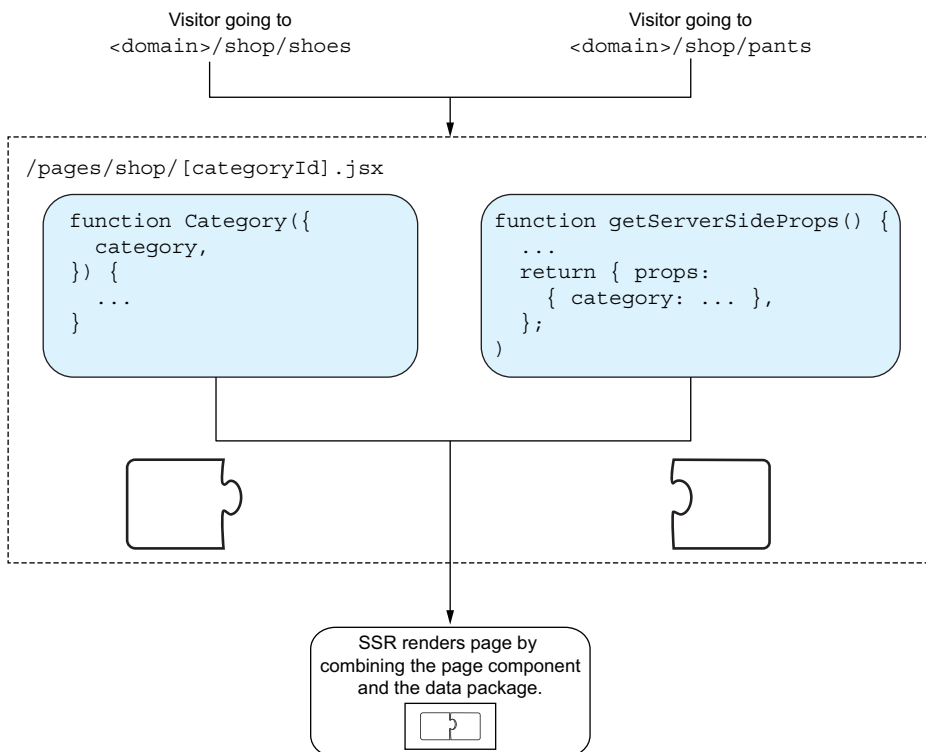 Visitor going to
<domain>/shop/shoes
Visitor going to
<domain>/shop/pants
/pages/shop/[categoryId].jsx
function Category({
  category,
}) {
  ...
}
function getServerSideProps() {
  ...
  return { props:
    { category: ... },
  };
)
SSR renders page by
combining the page component
and the data package.